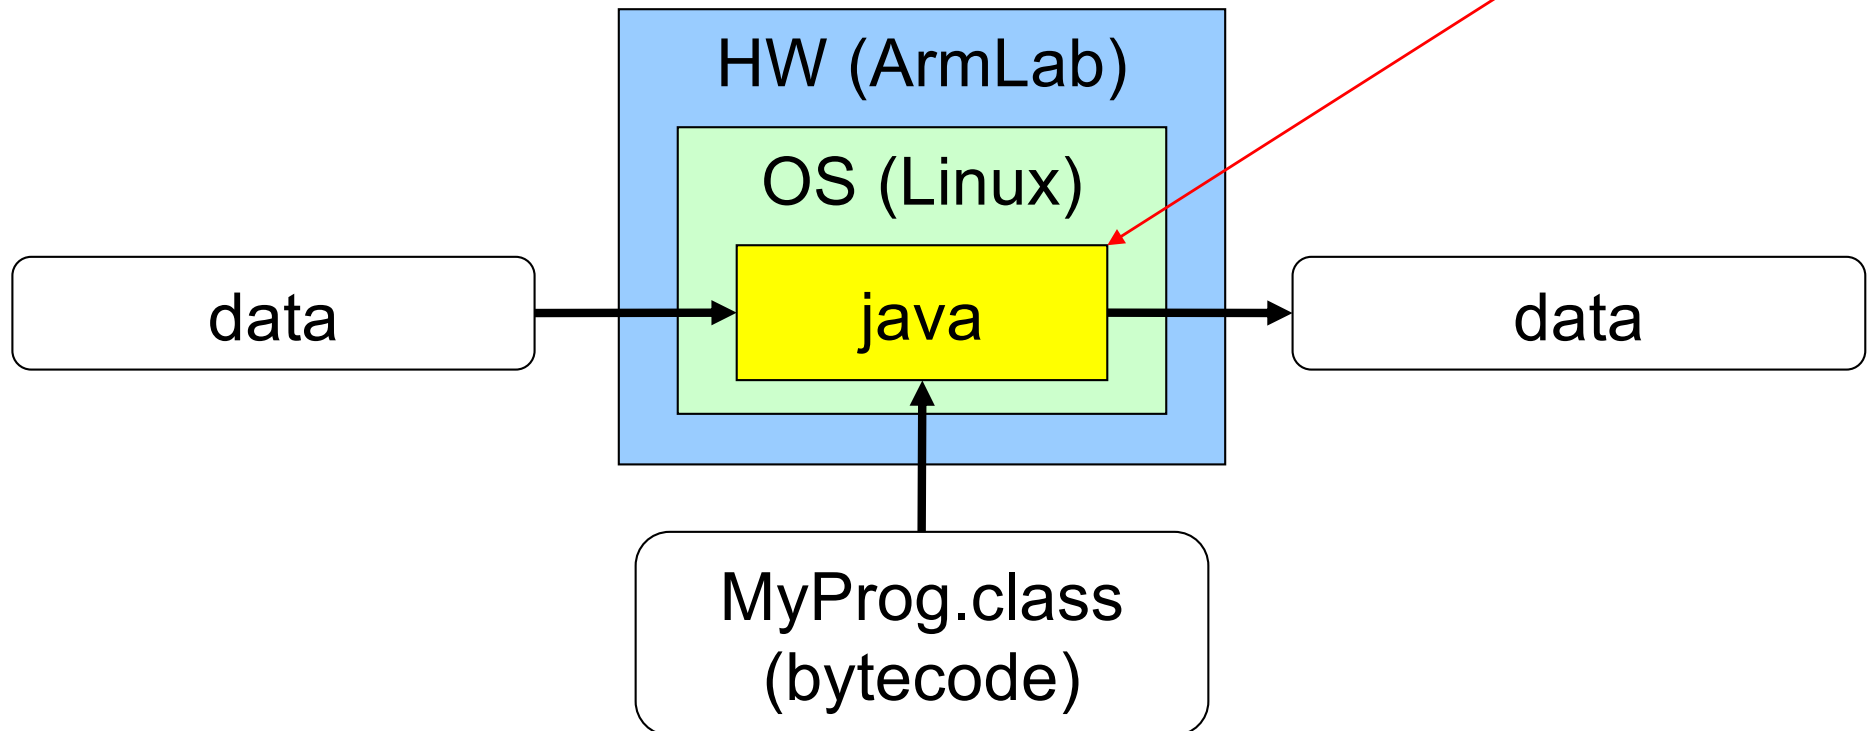 HW (ArmLab)
OS (Linux)
data
java
data
MyProg.class
(bytecode)